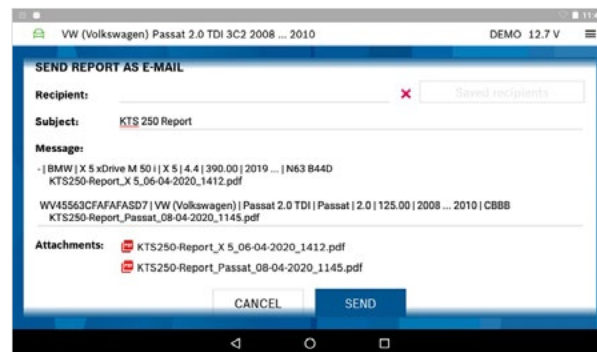 VW (Volkswagen) Passat 2.0 TDI 3C2 2008 ... 2010 DEMO 12.7 V
SEND REPORT AS E-MAIL
Recipient: Saved recipients
Subject: KTS 250 Report
Message:
- | BMW | X 5 xDrive M 50 i | X 5 | 4.4 | 390.00 | 2019 ... | N63 B44D
KTS250-Report_X 5_06-04-2020_1412.pdf
WV45563CFAFAFASD7 | VW (Volkswagen) | Passat 2.0 TDI | Passat | 2.0 | 125.00 | 2008 ... 2010 | CBBB
KTS250-Report_Passat_08-04-2020_1145.pdf
Attachments: KTS250-Report_X 5_06-04-2020_1412.pdf
KTS250-Report_Passat_08-04-2020_1145.pdf
CANCEL SEND